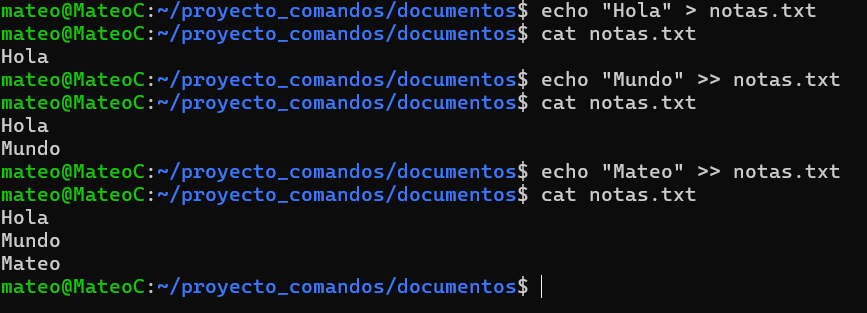 mateo@MateoC:~/proyecto_comandos/documentos$ echo "Hola" > notas.txt
mateo@MateoC:~/proyecto_comandos/documentos$ cat notas.txt
Hola
mateo@MateoC:~/proyecto_comandos/documentos$ echo "Mundo" >> notas.txt
mateo@MateoC:~/proyecto_comandos/documentos$ cat notas.txt
Hola
Mundo
mateo@MateoC:~/proyecto_comandos/documentos$ echo "Mateo" >> notas.txt
mateo@MateoC:~/proyecto_comandos/documentos$ cat notas.txt
Hola
Mundo
Mateo
mateo@MateoC:~/proyecto_comandos/documentos$